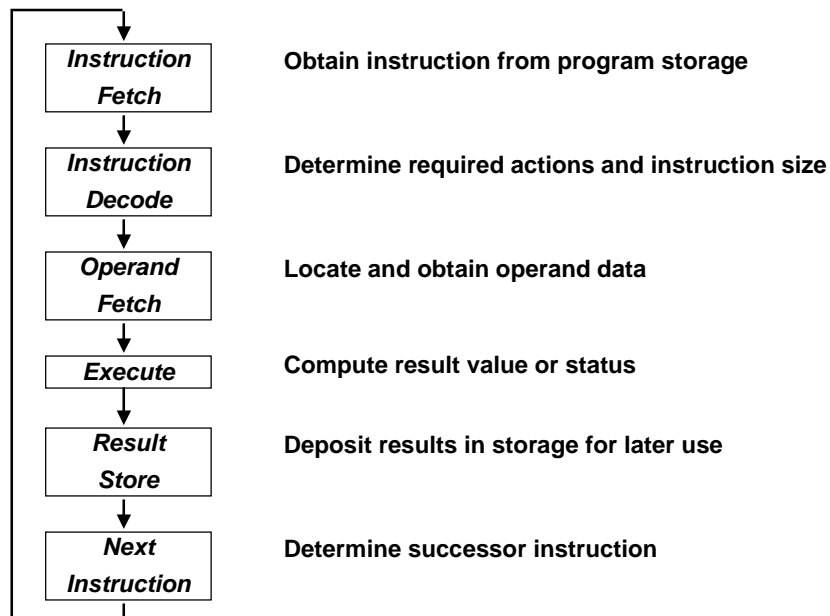 Instruction
Fetch
Obtain instruction from program storage
Instruction
Decode
Determine required actions and instruction size
Operand
Fetch
Locate and obtain operand data
Execute
Compute result value or status
Result
Store
Deposit results in storage for later use
Next
Instruction
Determine successor instruction